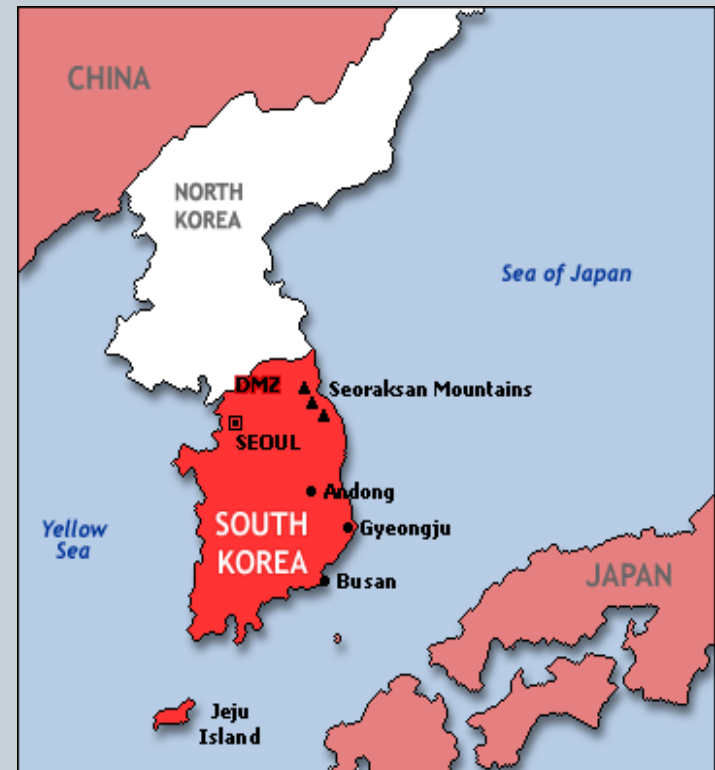 CHINA
NORTH
KOREA
Sea of Japan
DMZ
Seoraksan Mountains
SEOUL
Andong
SOUTH
KOREA
Gyeongju
Yellow
Sea
Busan
JAPAN
Jeju
Island